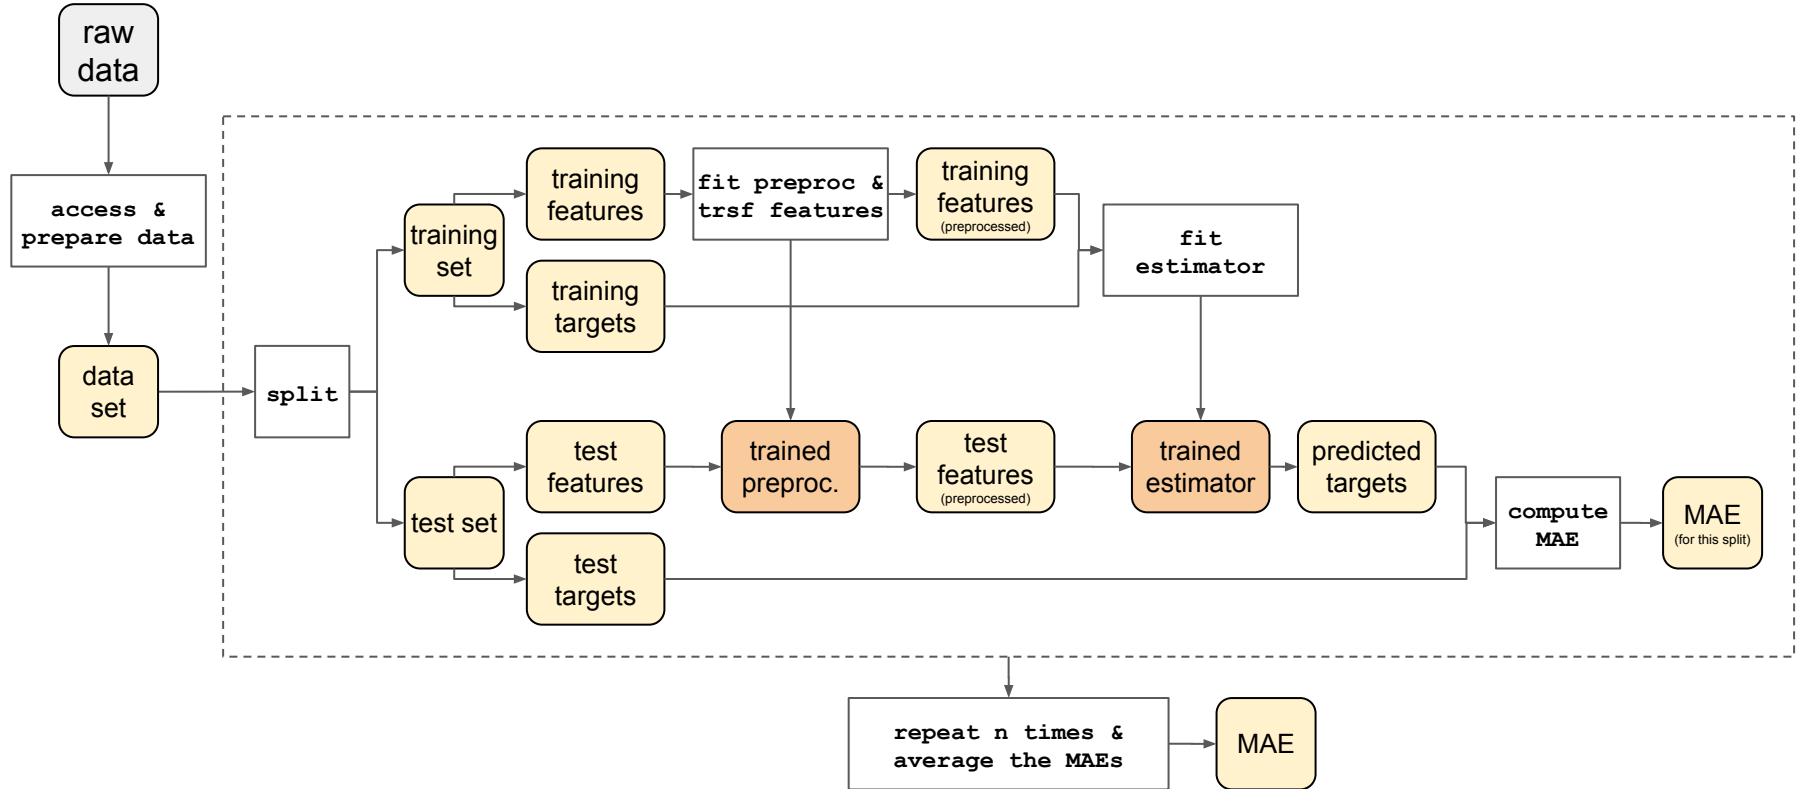 raw
data
access &
prepare data
data
set
split
training
set
training
features
training
targets
fit preproc &
trsf features
training
features
(preprocessed)
fit
estimator
test set
test
features
test
targets
trained
preproc.
test
features
(preprocessed)
trained
estimator
predicted
targets
compute
MAE
MAE
(for this split)
repeat n times &
average the MAEs
MAE